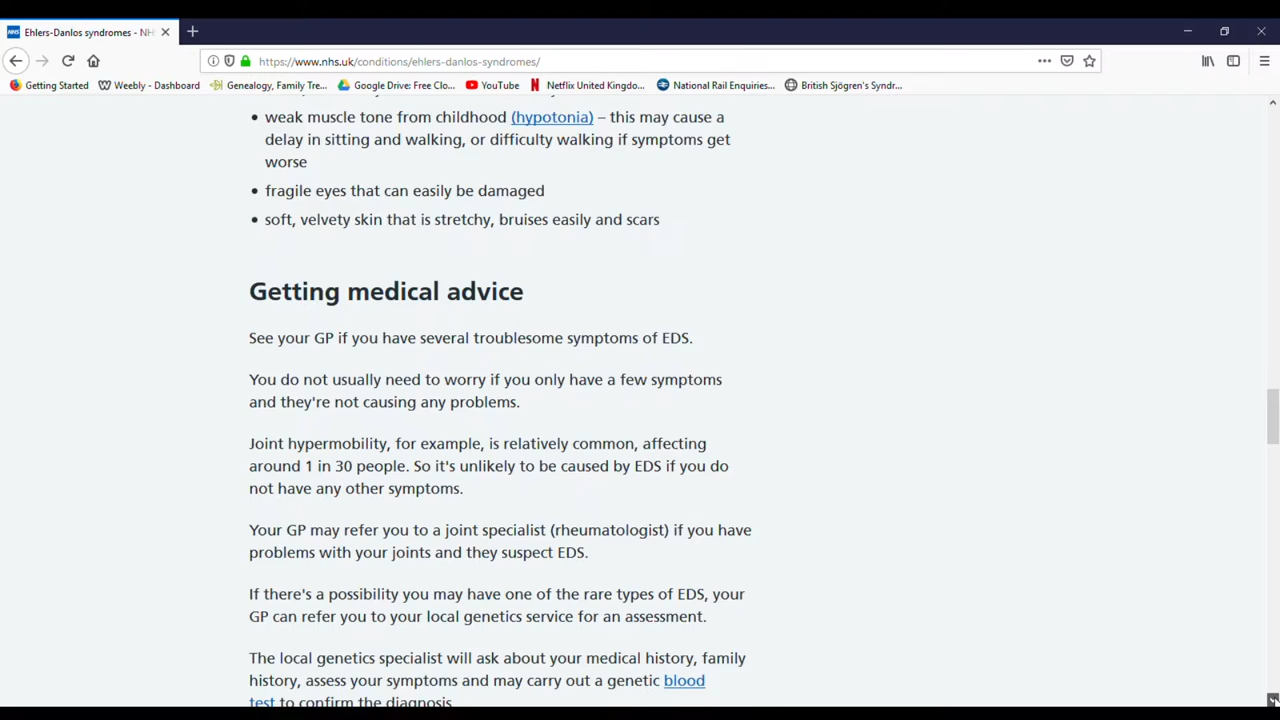 Ehlers-Danlos syndromes - NH
https://www.nhs.uk/conditions/ehlers-danlos-syndromes/
Getting Started
Weebly - Dashboard
Genealogy, Family Tre...
Google Drive: Free Clo...
YouTube
Netflix United Kingdo...
National Rail Enquiries...
British Sjögren's Syndr...
• weak muscle tone from childhood (hypotonia) – this may cause a
delay in sitting and walking, or difficulty walking if symptoms get
worse
• fragile eyes that can easily be damaged
• soft, velvety skin that is stretchy, bruises easily and scars
Getting medical advice
See your GP if you have several troublesome symptoms of EDS.
You do not usually need to worry if you only have a few symptoms
and they're not causing any problems.
Joint hypermobility, for example, is relatively common, affecting
around 1 in 30 people. So it's unlikely to be caused by EDS if you do
not have any other symptoms.
Your GP may refer you to a joint specialist (rheumatologist) if you have
problems with your joints and they suspect EDS.
If there's a possibility you may have one of the rare types of EDS, your
GP can refer you to your local genetics service for an assessment.
The local genetics specialist will ask about your medical history, family
history, assess your symptoms and may carry out a genetic blood
test to confirm the diagnosis